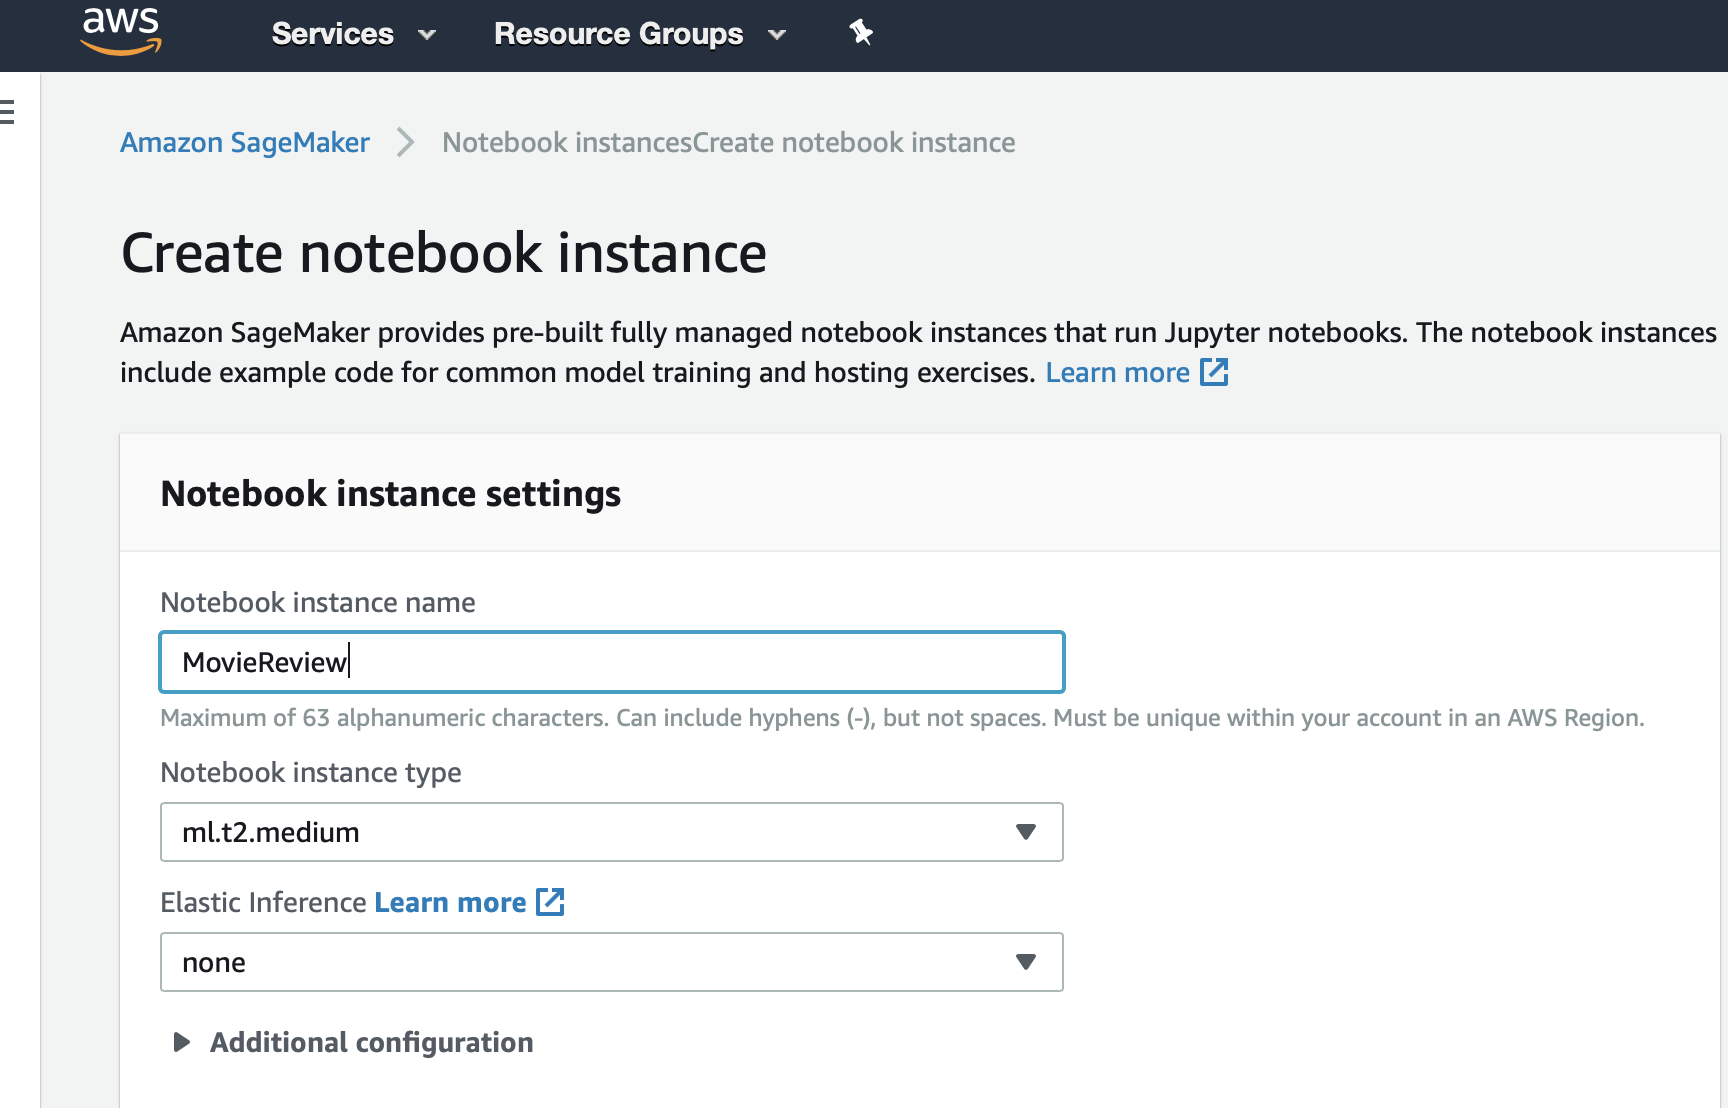 aws Services Resource Groups
Amazon SageMaker Notebook instancesCreate notebook instance
Create notebook instance
Amazon SageMaker provides pre-built fully managed notebook instances that run Jupyter notebooks. The notebook instances
include example code for common model training and hosting exercises. Learn more
Notebook instance settings
Notebook instance name
MovieReview
Maximum of 63 alphanumeric characters. Can include hyphens (-), but not spaces. Must be unique within your account in an AWS Region.
Notebook instance type
ml.t2.medium
Elastic Inference Learn more
none
Additional configuration